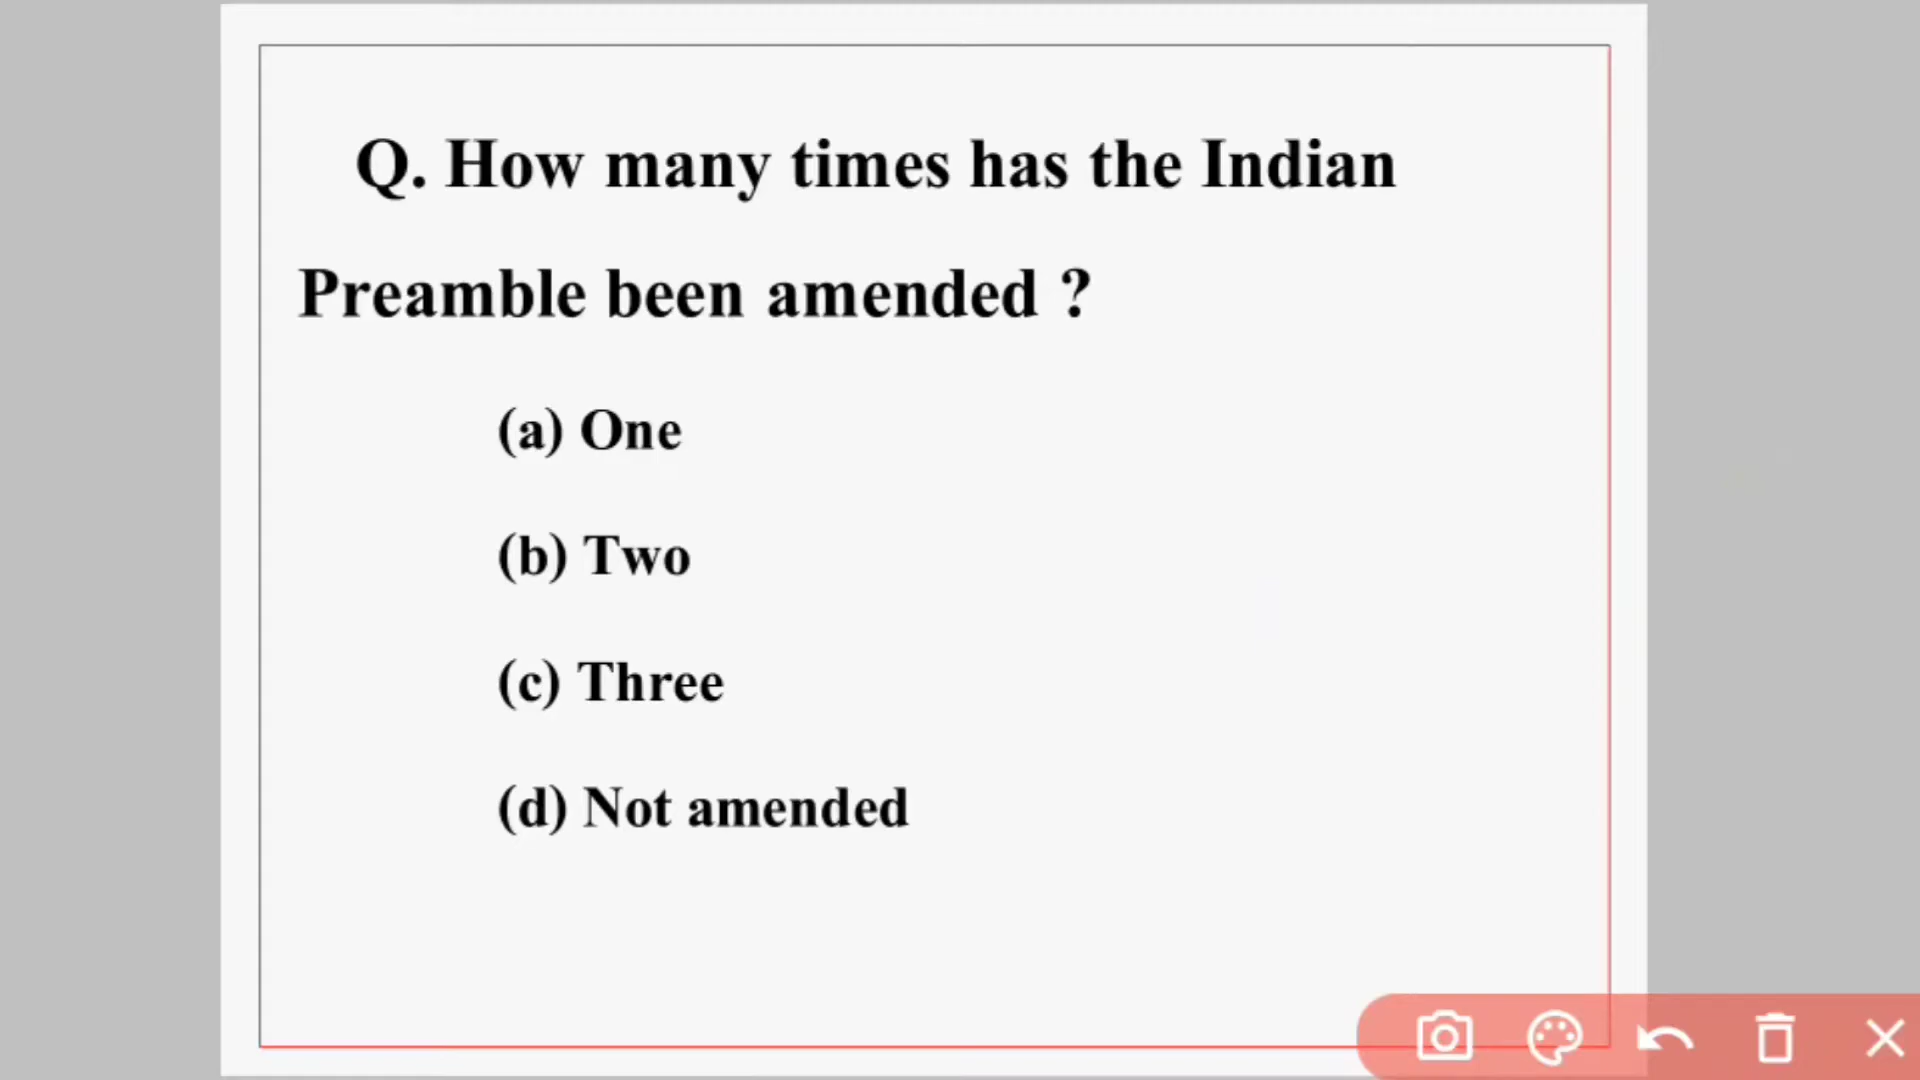 Q. How many times has the Indian
Preamble been amended ?
(a) One
(b) Two
(c) Three
(d) Not amended